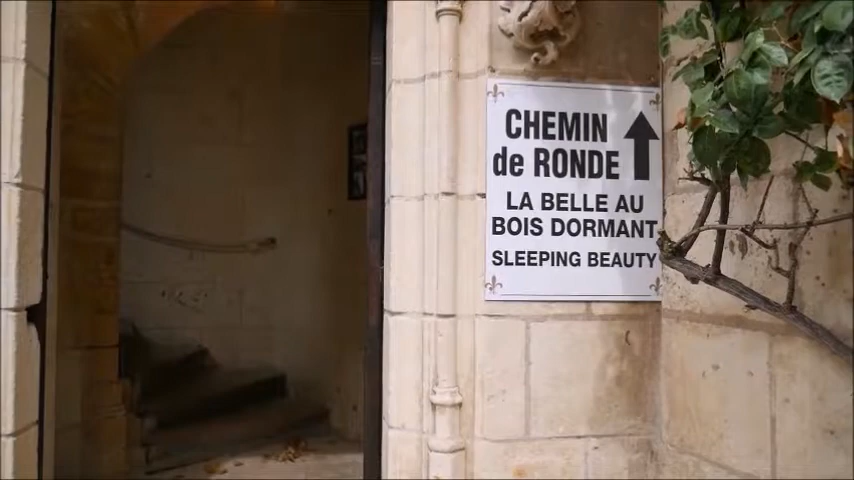 CHEMIN
de RONDE
LA BELLE AU
BOIS DORMANT
SLEEPING BEAUTY